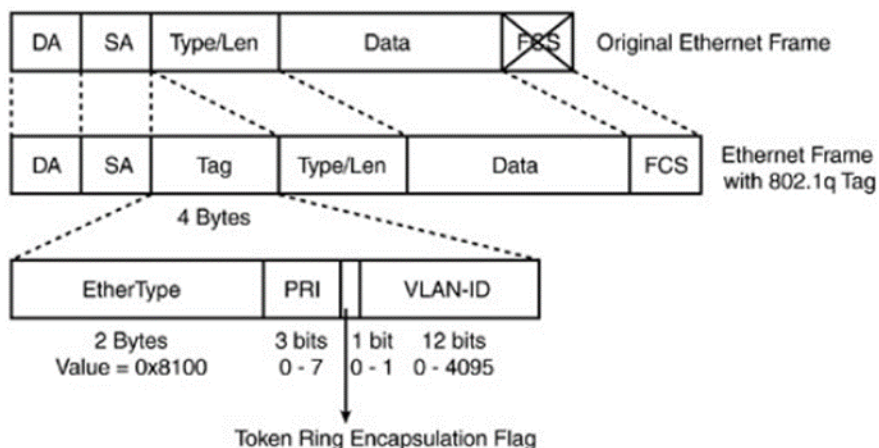 DA SA Type/Len Data FCS Original Ethernet Frame
DA SA Tag Type/Len Data FCS Ethernet Frame
with 802.1q Tag
4 Bytes
EtherType PRI VLAN-ID
2 Bytes 3 bits 1 bit 12 bits
Value = 0x8100 0 - 7 0 - 1 0 - 4095
Token Ring Encapsulation Flag